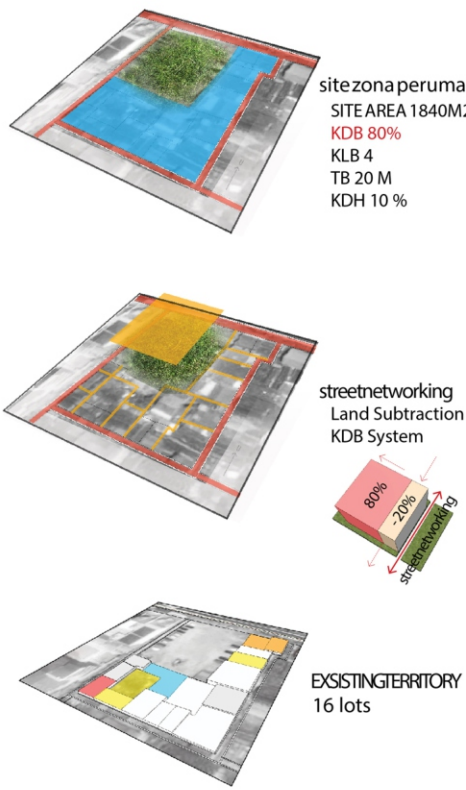 site zona peruma
SITE AREA 1840M2
KDB 80%
KLB 4
TB 20 M
KDH 10 %
streetnetworking
Land Subtraction
KDB System
80%
-20%
streetnetworking
EXSISTINGTERRITORY
16 lots